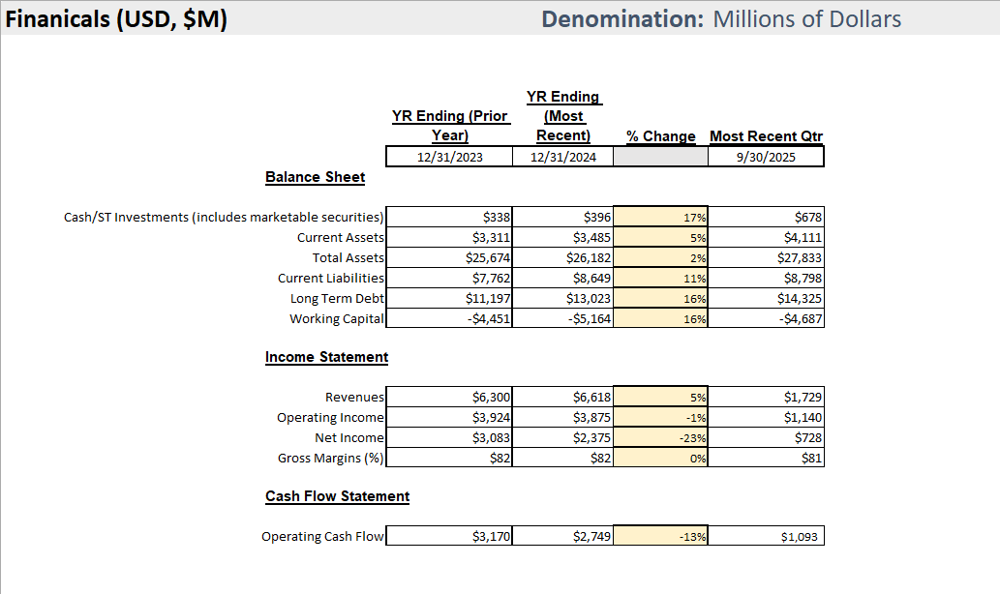 Finanicals (USD, $M) Denomination: Millions of Dollars
YR Ending (Prior Year) YR Ending (Most Recent) % Change Most Recent Qtr
12/31/2023 12/31/2024 9/30/2025
Balance Sheet
Cash/ST Investments (includes marketable securities) $338 $396 17% $678
Current Assets $3,311 $3,485 5% $4,111
Total Assets $25,674 $26,182 2% $27,833
Current Liabilities $7,762 $8,649 11% $8,798
Long Term Debt $11,197 $13,023 16% $14,325
Working Capital -$4,451 -$5,164 16% -$4,687
Income Statement
Revenues $6,300 $6,618 5% $1,729
Operating Income $3,924 $3,875 -1% $1,140
Net Income $3,083 $2,375 -23% $728
Gross Margins (%) $82 $82 0% $81
Cash Flow Statement
Operating Cash Flow $3,170 $2,749 -13% $1,093